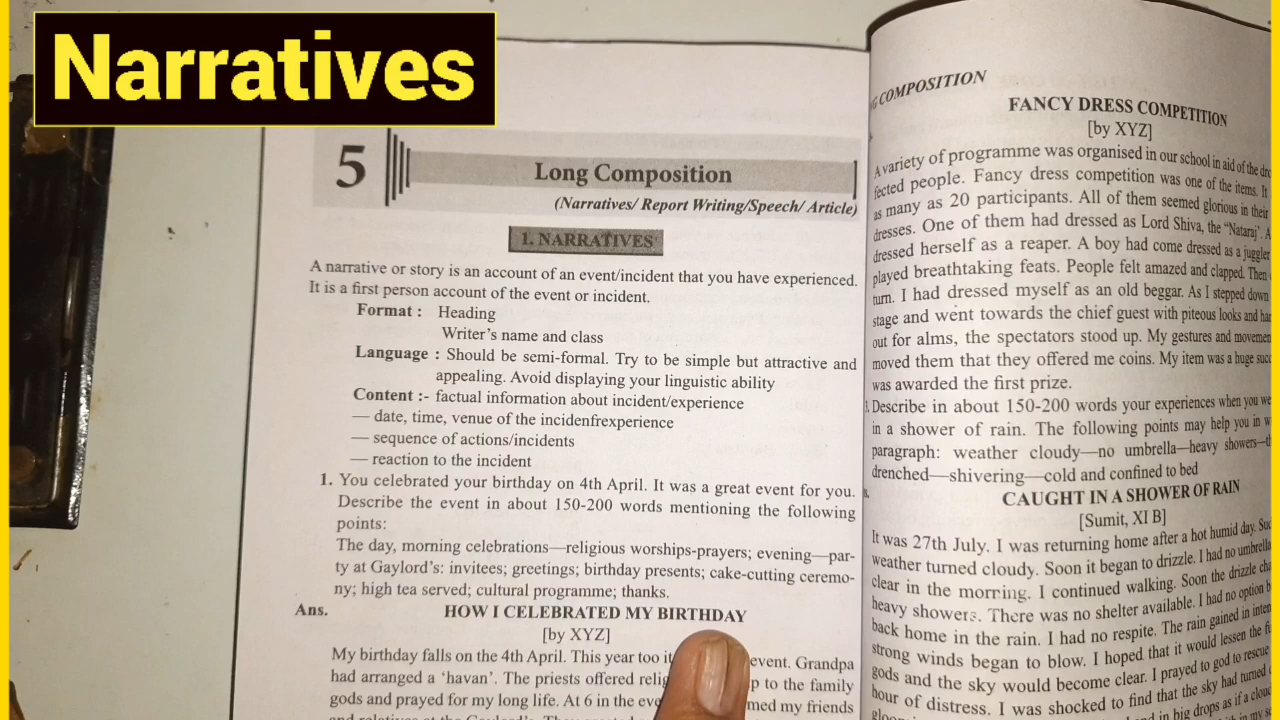 Narratives
5
Long Composition
(Narratives/ Report Writing/Speech/ Article)
1. NARRATIVES
A narrative or story is an account of an event/incident that you have experienced.
It is a first person account of the event or incident.
Format : Heading
Writer's name and class
Language : Should be semi-formal. Try to be simple but attractive and
appealing. Avoid displaying your linguistic ability
Content :- factual information about incident/experience
— date, time, venue of the incidenfrexperience
— sequence of actions/incidents
— reaction to the incident
1. You celebrated your birthday on 4th April. It was a great event for you.
Describe the event in about 150-200 words mentioning the following
points:
The day, morning celebrations—religious worships-prayers; evening—par-
ty at Gaylord's: invitees; greetings; birthday presents; cake-cutting ceremo-
ny; high tea served; cultural programme; thanks.
Ans. HOW I CELEBRATED MY BIRTHDAY
[by XYZ]
My birthday falls on the 4th April. This year too it event. Grandpa
had arranged a 'havan'. The priests offered to the family
gods and prayed for my long life. At 6 in the my friends
COMPOSITION
FANCY DRESS COMPETITION
[by XYZ]
A variety of programme was organised in our school in aid of the
people. Fancy dress competition was one of the items. It
as many as 20 participants. All of them seemed glorious in their
dresses. One of them had dressed as Lord Shiva, the "Nataraj'. A
dressed herself as a reaper. A boy had come dressed as a juggler
played breathtaking feats. People felt amazed and clapped. Then
turn. I had dressed myself as an old beggar. As I stepped down
stage and went towards the chief guest with piteous looks and
out for alms, the spectators stood up. My gestures and
moved them that they offered me coins. My item was a huge
was awarded the first prize.
3. Describe in about 150-200 words your experiences when you
in a shower of rain. The following points may help you in
paragraph: weather cloudy—no umbrella—heavy showers—
drenched—shivering—cold and confined to bed
CAUGHT IN A SHOWER OF RAIN
[Sumit, XI B]
It was 27th July. I was returning home after a hot humid day.
weather turned cloudy. Soon it began to drizzle. I had no
clear in the morning. I continued walking. Soon the drizzle
heavy showers. There was no shelter available. I had no option
back home in the rain. I had no respite. The rain gained in
strong winds began to blow. I hoped that it would lessen the
gods and the sky would become clear. I prayed to god to rescue
hour of distress. I was shocked to find that the sky had turned
in big drops as if a